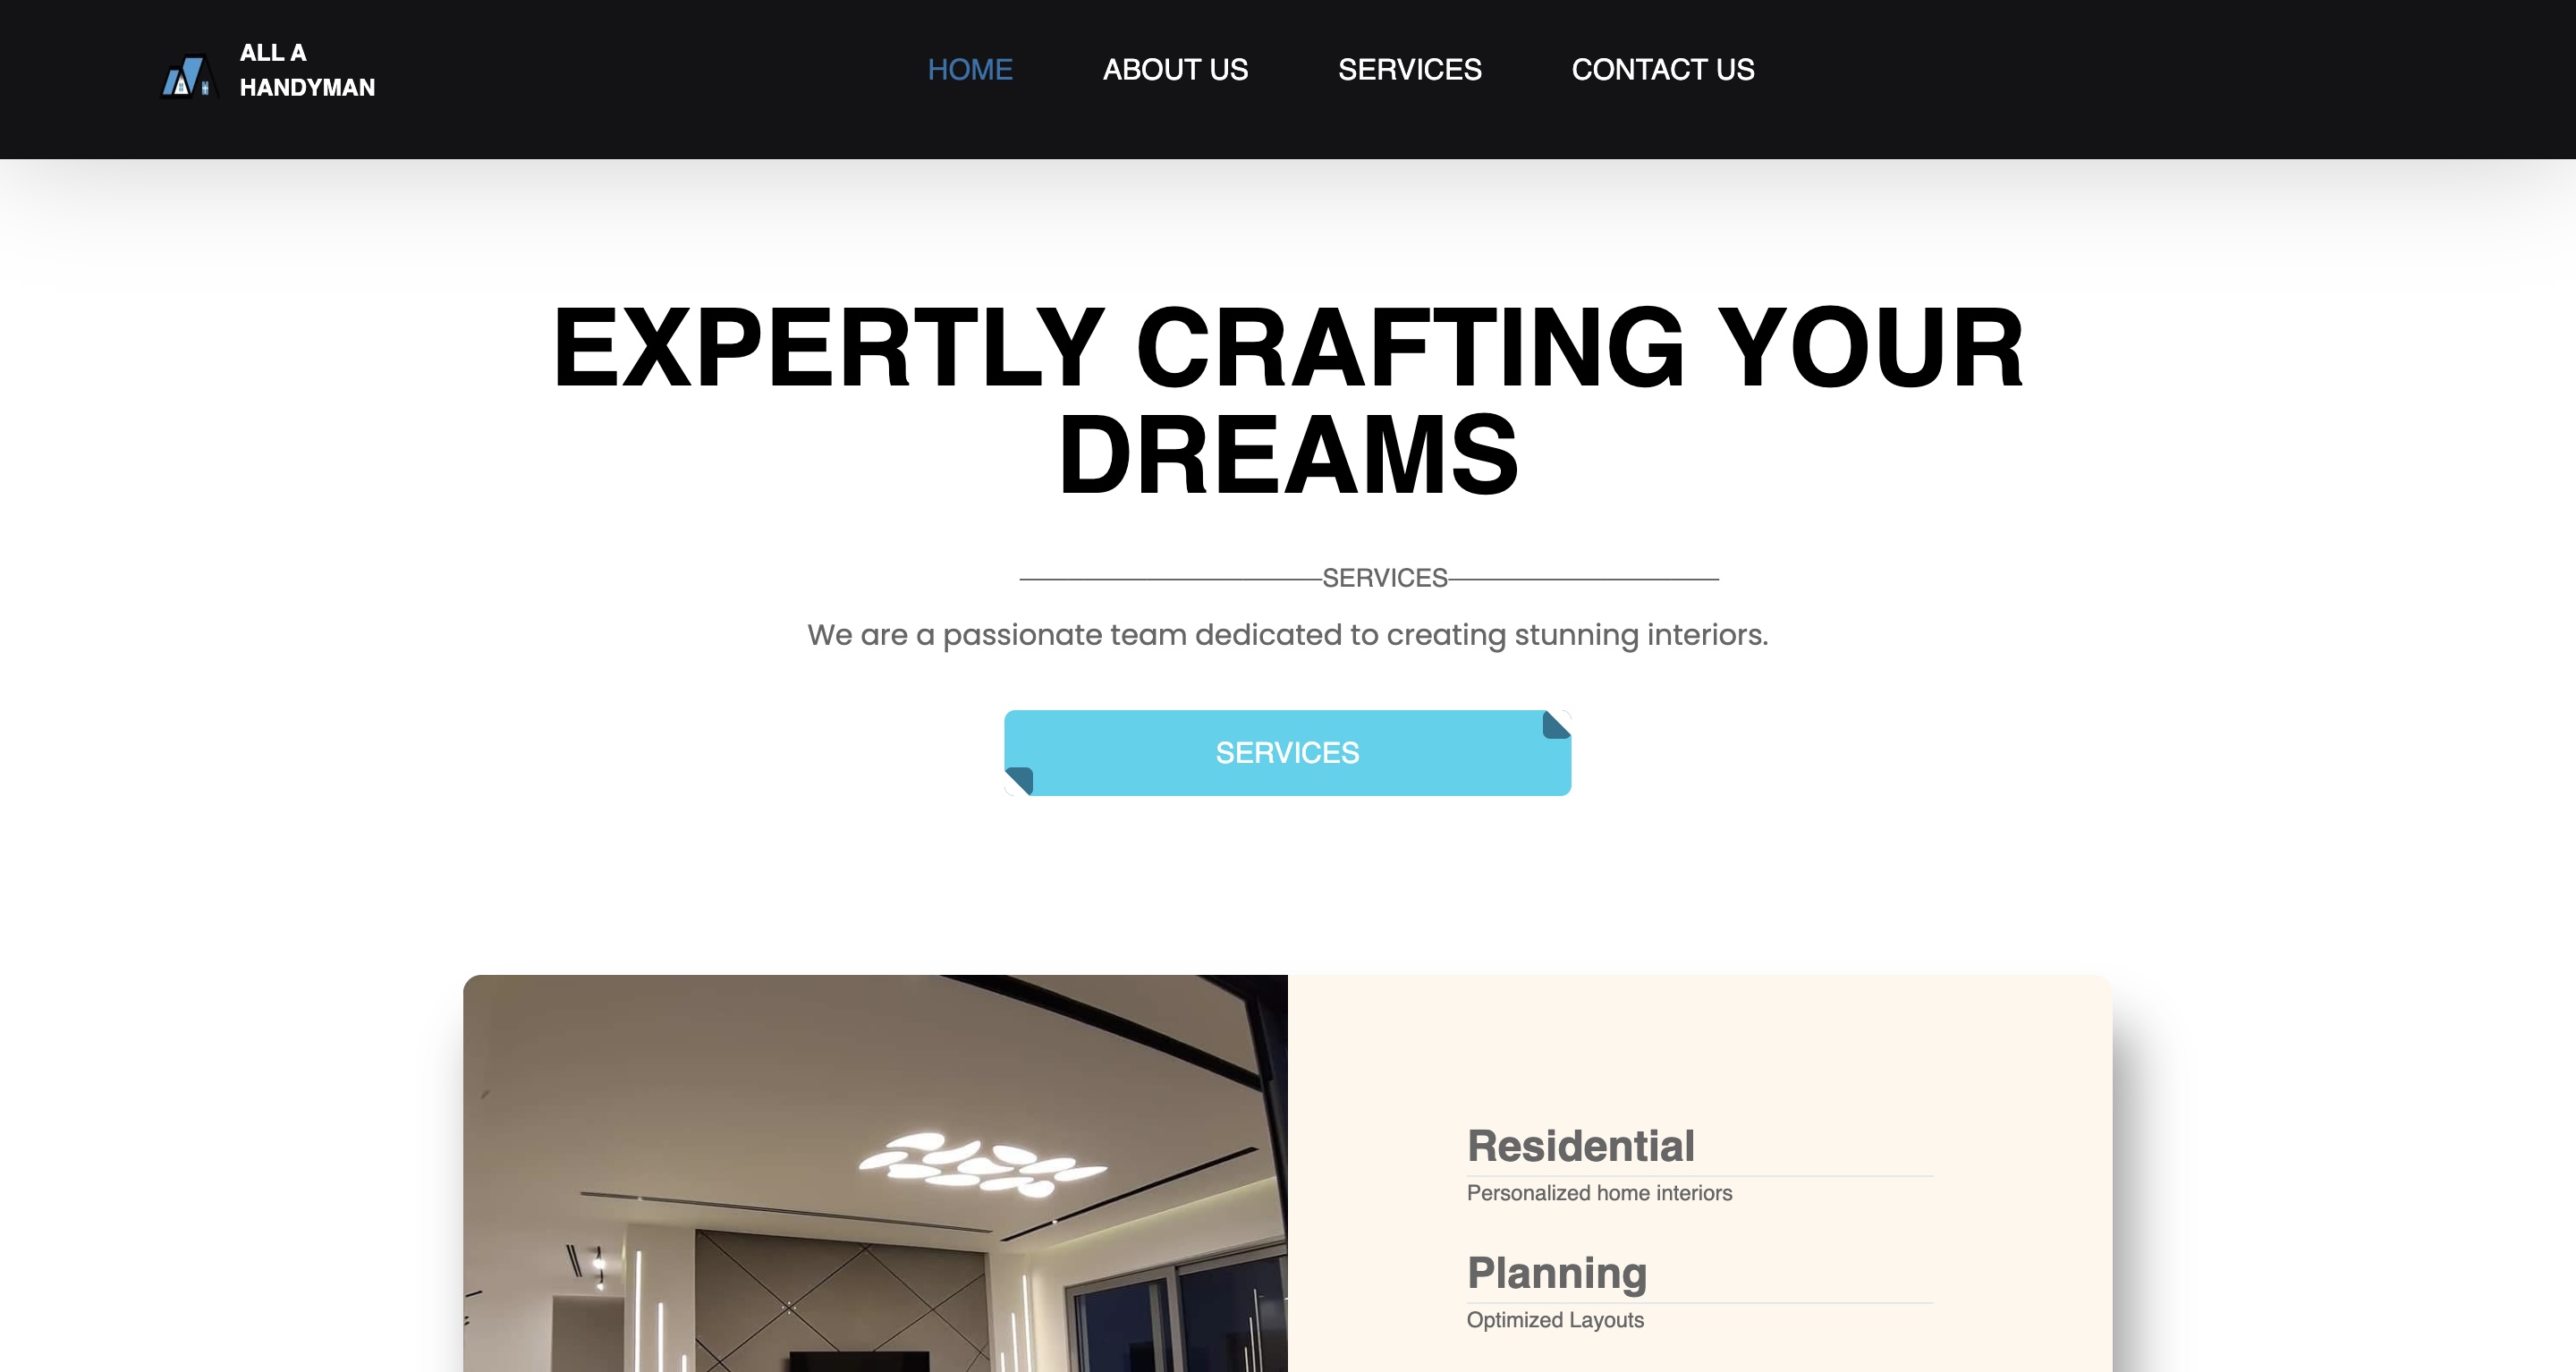 ALL A
HANDYMAN
HOME ABOUT US SERVICES CONTACT US
EXPERTLY CRAFTING YOUR
DREAMS
SERVICES
We are a passionate team dedicated to creating stunning interiors.
SERVICES
Residential
Personalized home interiors
Planning
Optimized Layouts